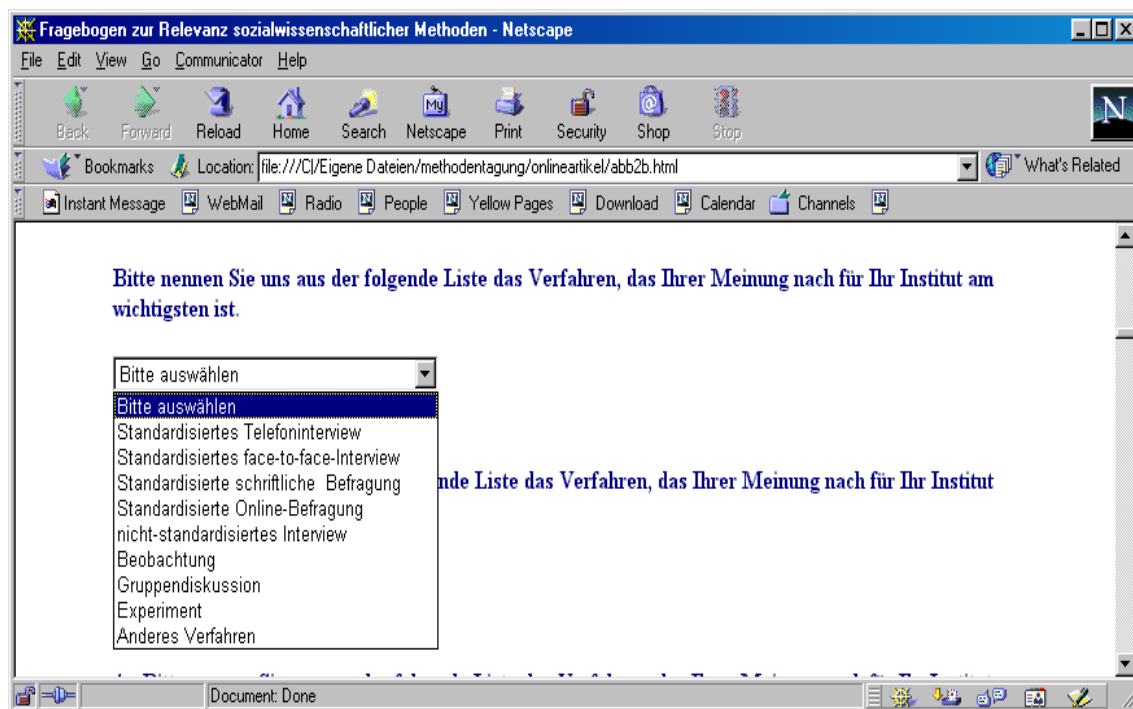 Fragebogen zur Relevanz sozialwissenschaftlicher Methoden - Netscape
File Edit View Go Communicator Help
My
N
Back Forward Reload Home Search Netscape Print Security Shop Stop
Bookmarks Location: file:///C|/Eigene Dateien/methodentagung/onlineartikel/abb2b.html What's Related
Instant Message WebMail Radio People Yellow Pages Download Calendar Channels
Bitte nennen Sie uns aus der folgende Liste das Verfahren, das Ihrer Meinung nach für Ihr Institut am
wichtigsten ist.
Bitte auswählen
Bitte auswählen
Standardisiertes Telefoninterview
Standardisiertes face-to-face-Interview
Standardisierte schriftliche Befragung
nde Liste das Verfahren, das Ihrer Meinung nach für Ihr Institut
Standardisierte Online-Befragung
nicht-standardisiertes Interview
Beobachtung
Gruppendiskussion
Experiment
Anderes Verfahren
Document: Done